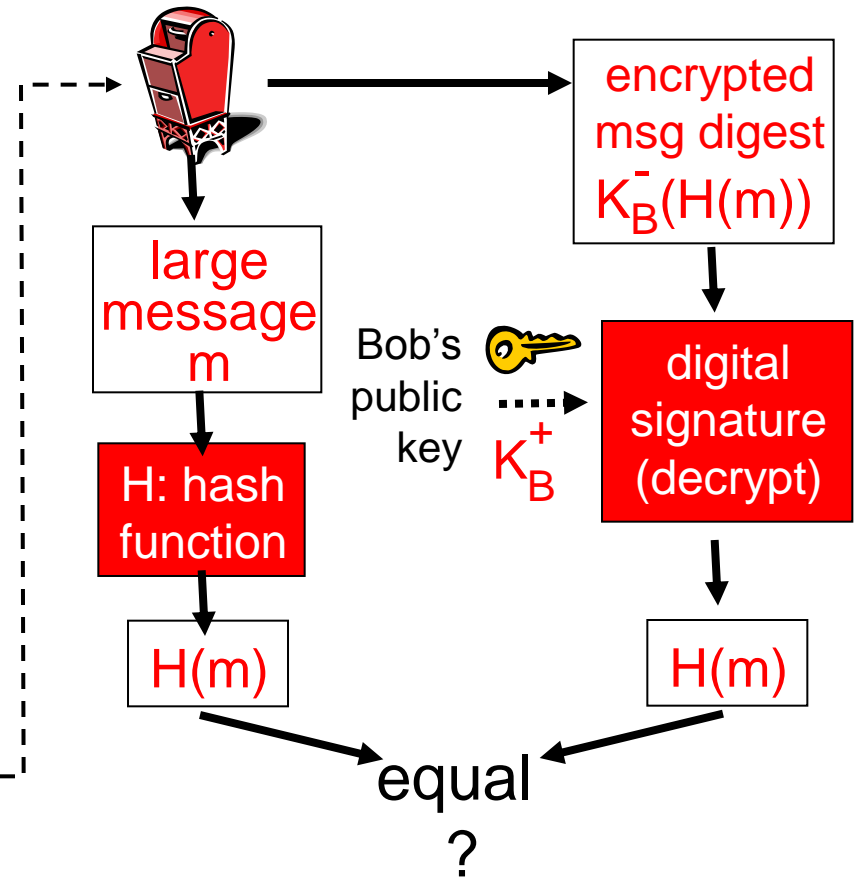 encrypted
msg digest
K_B^-(H(m))
large
message
m
Bob's
public
key
K_B^+
digital
signature
(decrypt)
H: hash
function
H(m)
H(m)
equal
?